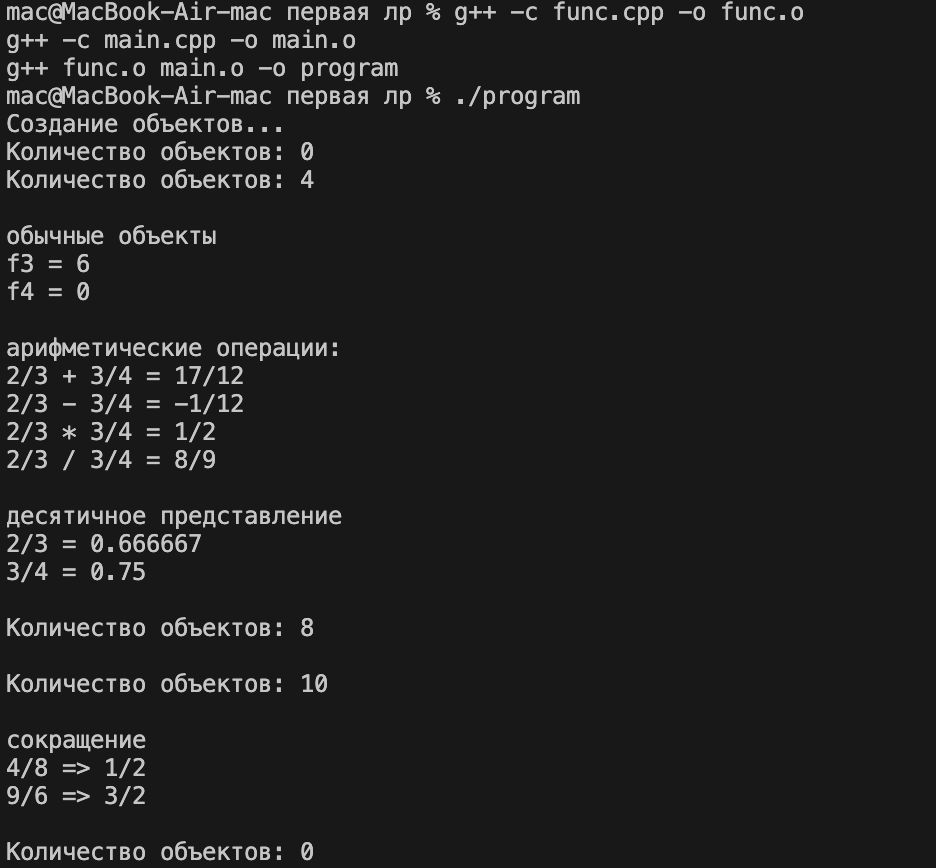 mac@MacBook-Air-mac первая лр % g++ -c func.cpp -o func.o
g++ -c main.cpp -o main.o
g++ func.o main.o -o program
mac@MacBook-Air-mac первая лр % ./program
Создание объектов...
Количество объектов: 0
Количество объектов: 4
обычные объекты
f3 = 6
f4 = 0
арифметические операции:
2/3 + 3/4 = 17/12
2/3 - 3/4 = -1/12
2/3 * 3/4 = 1/2
2/3 / 3/4 = 8/9
десятичное представление
2/3 = 0.666667
3/4 = 0.75
Количество объектов: 8
Количество объектов: 10
сокращение
4/8 => 1/2
9/6 => 3/2
Количество объектов: 0